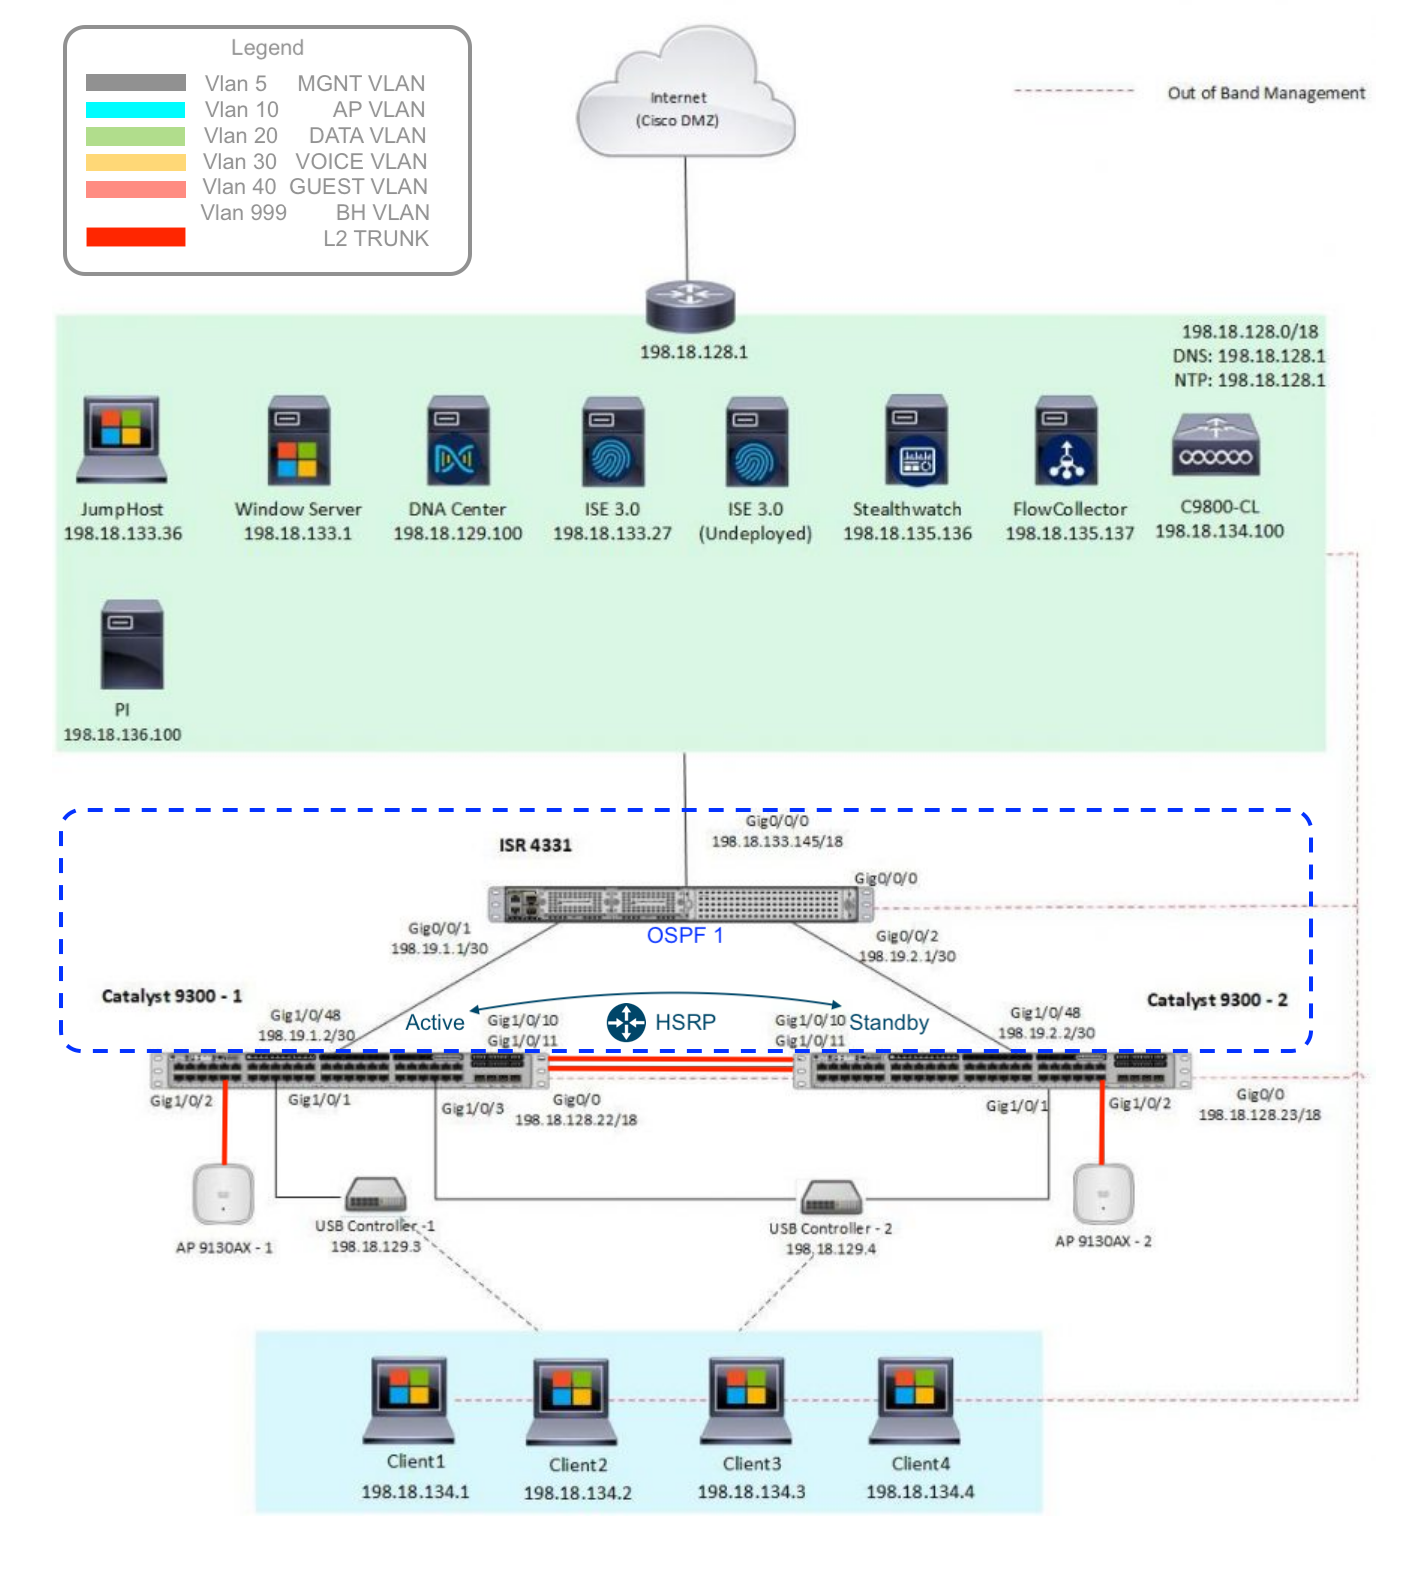 Legend
Vlan 5 MGNT VLAN
Vlan 10 AP VLAN
Vlan 20 DATA VLAN
Vlan 30 VOICE VLAN
Vlan 40 GUEST VLAN
Vlan 999 BH VLAN
L2 TRUNK
Internet
(Cisco DMZ)
Out of Band Management
198.18.128.1
198.18.128.0/18
DNS: 198.18.128.1
NTP: 198.18.128.1
JumpHost
198.18.133.36
Window Server
198.18.133.1
DNA Center
198.18.129.100
ISE 3.0
198.18.133.27
ISE 3.0
(Undeployed)
Stealthwatch
198.18.135.136
FlowCollector
198.18.135.137
C9800-CL
198.18.134.100
PI
198.18.136.100
Gig0/0/0
198.18.133.145/18
ISR 4331
Gig0/0/0
Gig0/0/1
198.19.1.1/30
OSPF 1
Gig0/0/2
198.19.2.1/30
Catalyst 9300 - 1
Catalyst 9300 - 2
Gig1/0/48
198.19.1.2/30
Active
Gig1/0/10
Gig1/0/11
HSRP
Gig1/0/10
Gig1/0/11
Standby
Gig1/0/48
198.19.2.2/30
Gig1/0/2
Gig1/0/1
Gig1/0/3
Gig0/0
198.18.128.22/18
Gig1/0/1
Gig1/0/2
Gig0/0
198.18.128.23/18
AP 9130AX - 1
USB Controller -1
198.18.129.3
USB Controller - 2
198.18.129.4
AP 9130AX - 2
Client1
198.18.134.1
Client2
198.18.134.2
Client3
198.18.134.3
Client4
198.18.134.4